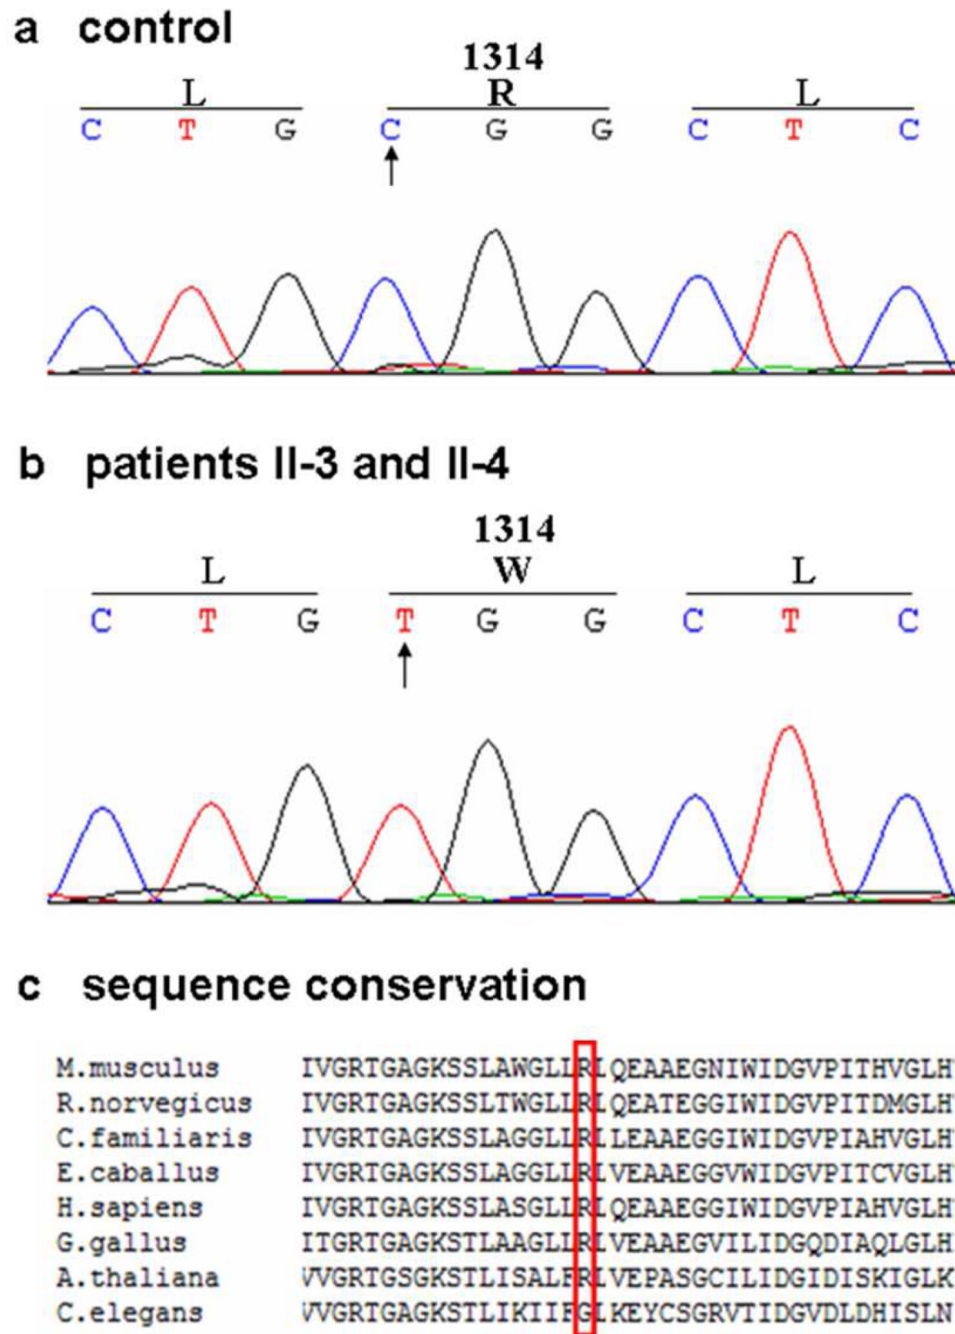 a control
1314
L R L
C T G C G G C T C
b patients II-3 and II-4
1314
L W L
C T G T G G C T C
c sequence conservation
M.musculus IVGRTGAGKSSLAWGLLRLQEAAEGNIWIDGVPITHVGLH
R.norvegicus IVGRTGAGKSSLTWGLLRLQEATEGGIWIDGVPITDMGLH
C.familiaris IVGRTGAGKSSLAGGLLRLLEAAEGGIWIDGVPIAHVGLH
E.caballus IVGRTGAGKSSLAGGLLRLVEAAEGGVWIDGVPITCVGLH
H.sapiens IVGRTGAGKSSLASGLLRLQEAAEGGIWIDGVPIAHVGLH
G.gallus ITGRTGAGKSTLAAGLLRLVEAAEGVILIDGQDIAQLGLH
A.thaliana VVGRTGSGKSTLISALFRLVEPASGCILIDGIDISKIGLK
C.elegans VVGRTGAGKSTLIKIIFGLKEYCSGRVTIDGVDLDHISLN